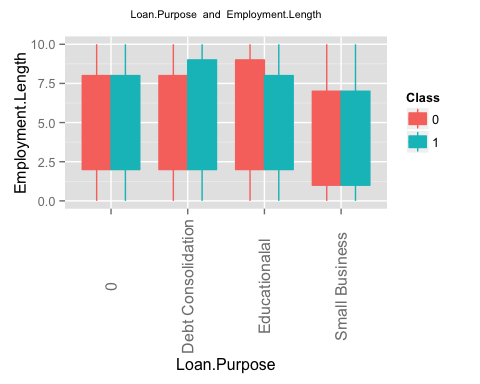 Loan.Purpose and Employment.Length
Employment.Length
10.0
7.5
5.0
2.5
0.0
0
Debt Consolidation
Educationalal
Small Business
Loan.Purpose
Class
0
1